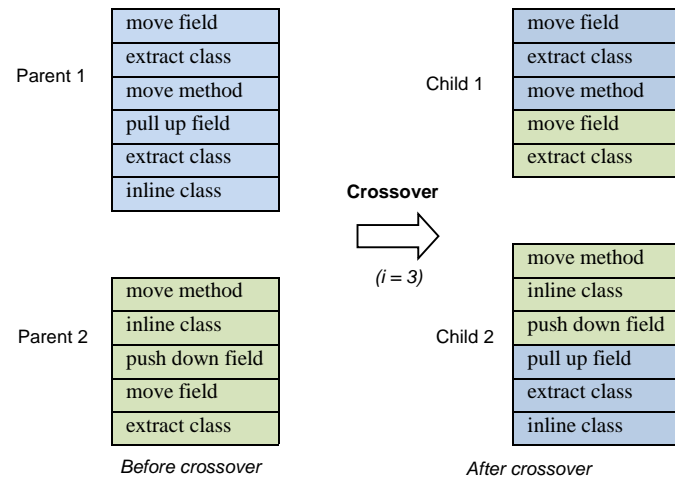 Parent 1
move field
extract class
move method
pull up field
extract class
inline class
Parent 2
move method
inline class
push down field
move field
extract class
Before crossover
Crossover
(i = 3)
Child 1
move field
extract class
move method
move field
extract class
Child 2
move method
inline class
push down field
pull up field
extract class
inline class
After crossover